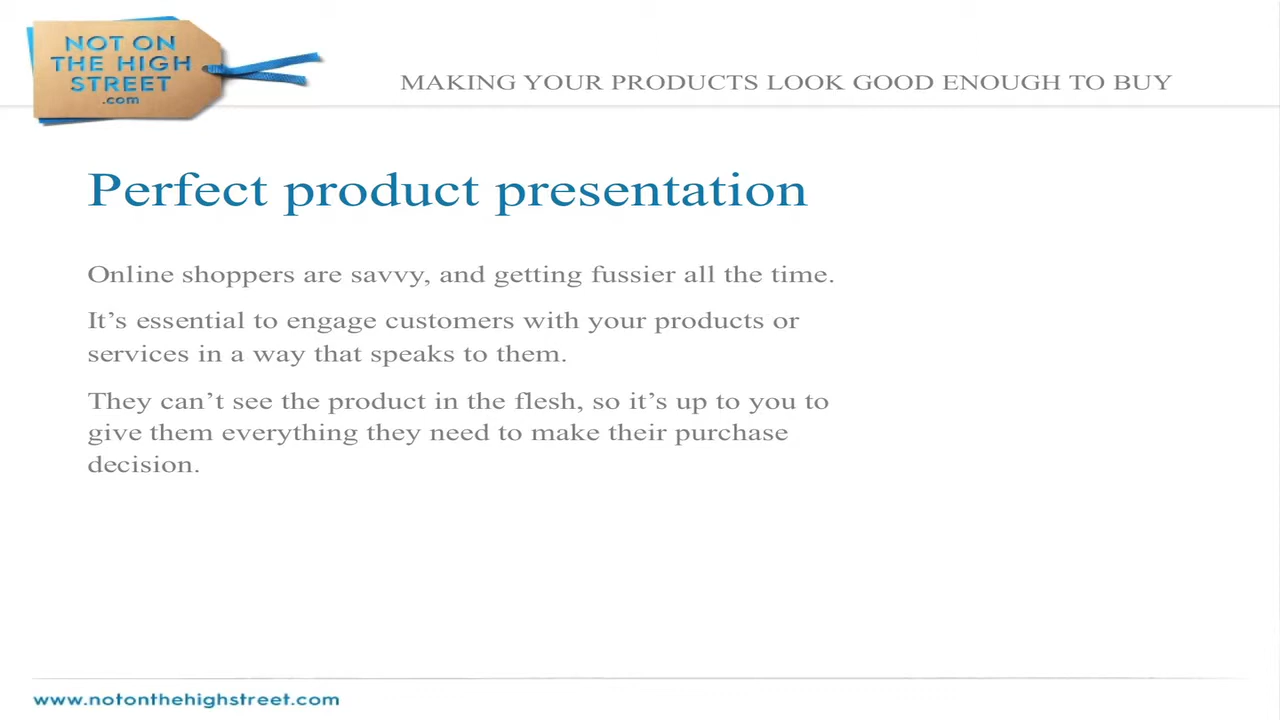 NOT ON
THE HIGH
STREET
.com
MAKING YOUR PRODUCTS LOOK GOOD ENOUGH TO BUY
Perfect product presentation
Online shoppers are savvy, and getting fussier all the time.
It’s essential to engage customers with your products or
services in a way that speaks to them.
They can’t see the product in the flesh, so it’s up to you to
give them everything they need to make their purchase
decision.
www.notonthehighstreet.com